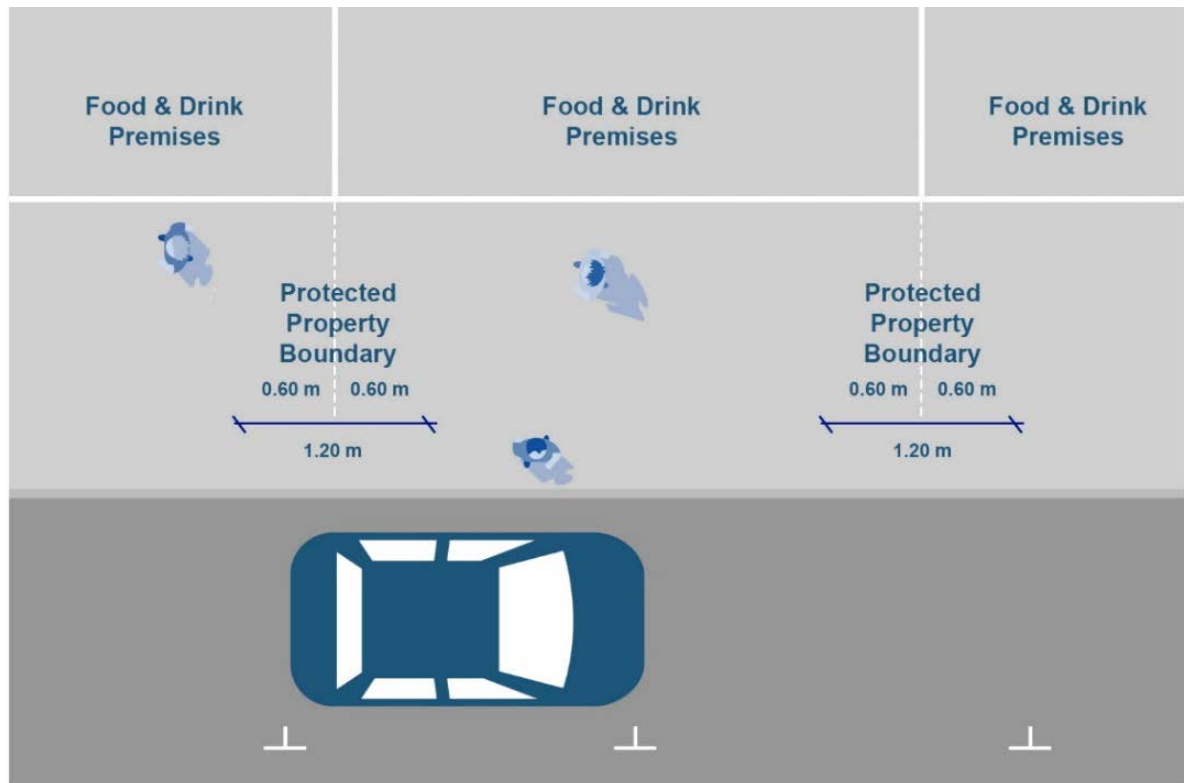 Food & Drink
Premises
Food & Drink
Premises
Food & Drink
Premises
Protected
Property
Boundary
0.60 m 0.60 m
1.20 m
Protected
Property
Boundary
0.60 m 0.60 m
1.20 m